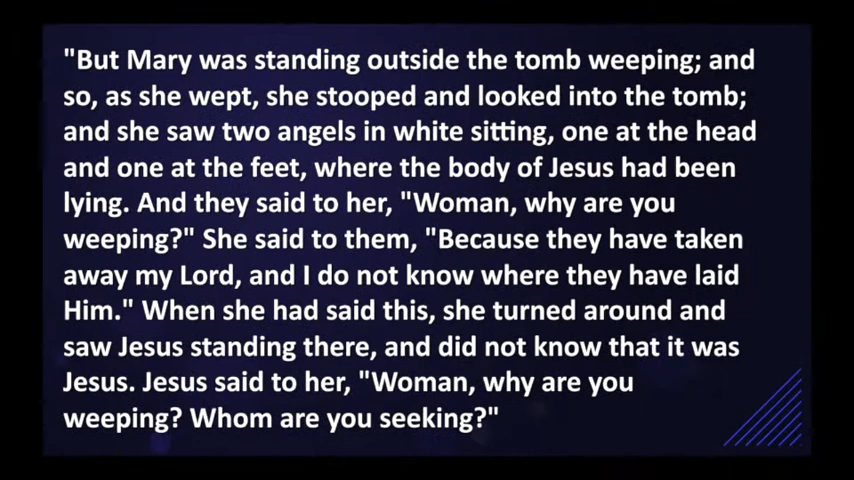 "But Mary was standing outside the tomb weeping; and
so, as she wept, she stooped and looked into the tomb;
and she saw two angels in white sitting, one at the head
and one at the feet, where the body of Jesus had been
lying. And they said to her, "Woman, why are you
weeping?" She said to them, "Because they have taken
away my Lord, and I do not know where they have laid
Him." When she had said this, she turned around and
saw Jesus standing there, and did not know that it was
Jesus. Jesus said to her, "Woman, why are you
weeping? Whom are you seeking?"